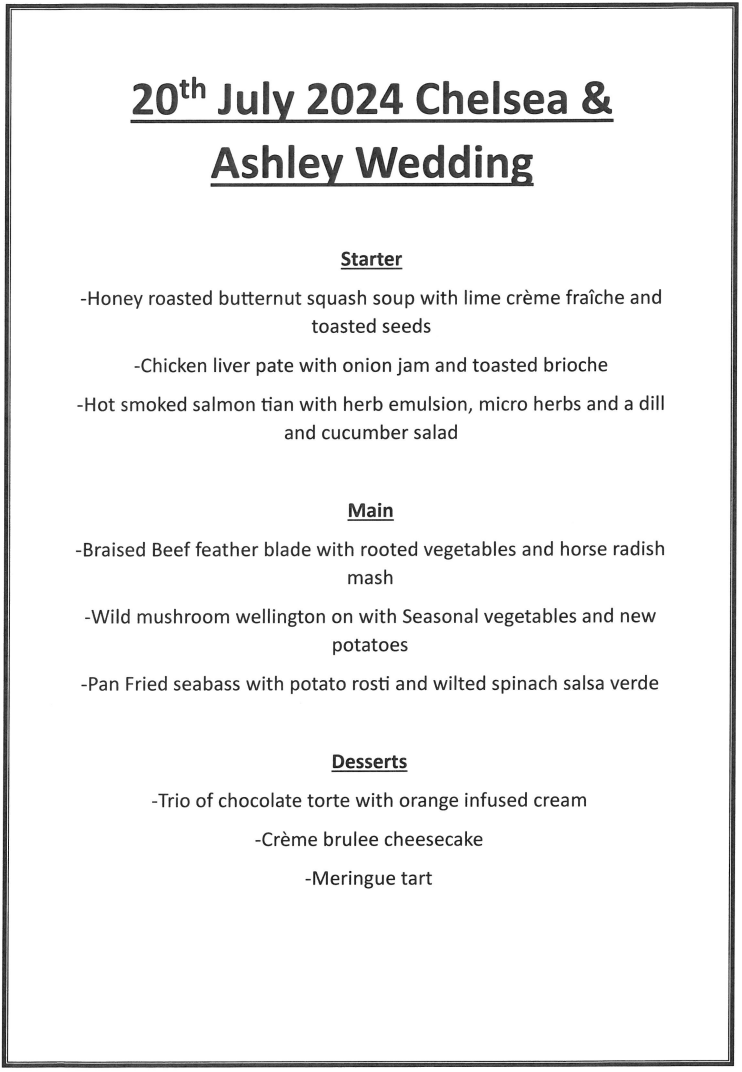 20th July 2024 Chelsea &
Ashley Wedding
Starter
-Honey roasted butternut squash soup with lime crème fraîche and
toasted seeds
-Chicken liver pate with onion jam and toasted brioche
-Hot smoked salmon tian with herb emulsion, micro herbs and a dill
and cucumber salad
Main
-Braised Beef feather blade with rooted vegetables and horse radish
mash
-Wild mushroom wellington on with Seasonal vegetables and new
potatoes
-Pan Fried seabass with potato rosti and wilted spinach salsa verde
Desserts
-Trio of chocolate torte with orange infused cream
-Crème brulee cheesecake
-Meringue tart